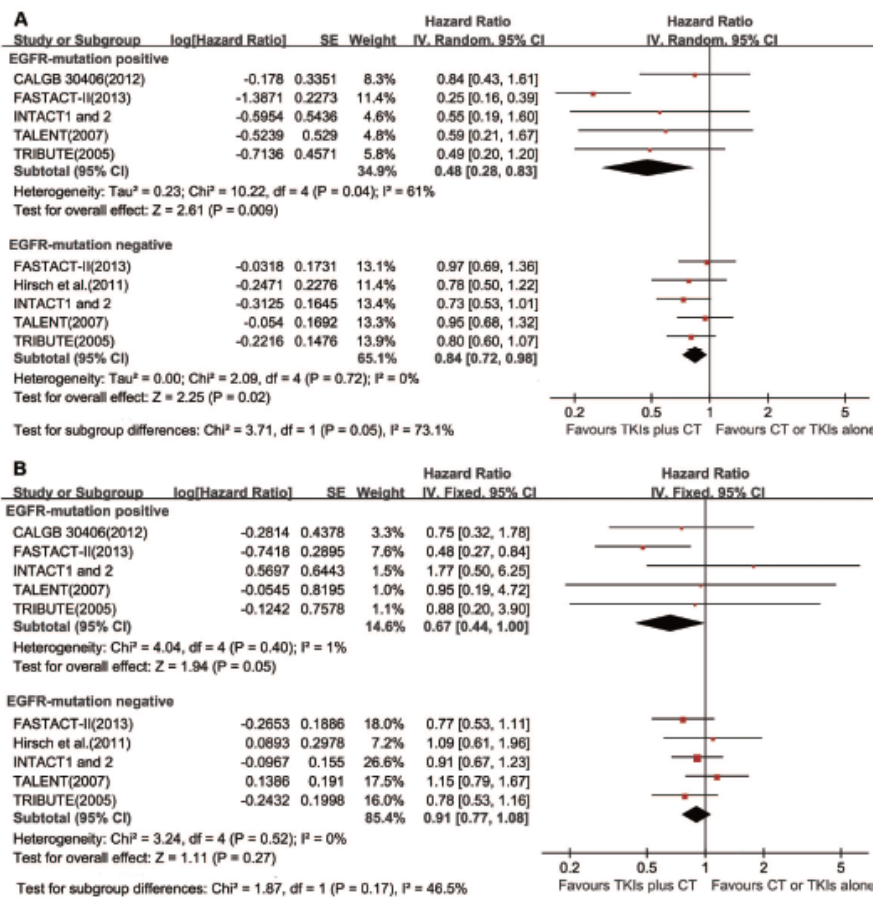 A
Hazard Ratio Hazard Ratio
Study or Subgroup log[Hazard Ratio] SE Weight IV. Random. 95% CI IV. Random. 95% CI
EGFR-mutation positive
CALGB 30406(2012) -0.178 0.3351 8.3% 0.84 [0.43, 1.61]
FASTACT-II(2013) -1.3871 0.2273 11.4% 0.25 [0.16, 0.39]
INTACT1 and 2 -0.5954 0.5436 4.6% 0.55 [0.19, 1.60]
TALENT(2007) -0.5239 0.529 4.8% 0.59 [0.21, 1.67]
TRIBUTE(2005) -0.7136 0.4571 5.8% 0.49 [0.20, 1.20]
Subtotal (95% CI) 34.9% 0.48 [0.28, 0.83]
Heterogeneity: Tau² = 0.23; Chi² = 10.22, df = 4 (P = 0.04); I² = 61%
Test for overall effect: Z = 2.61 (P = 0.009)
EGFR-mutation negative
FASTACT-II(2013) -0.0318 0.1731 13.1% 0.97 [0.69, 1.36]
Hirsch et al.(2011) -0.2471 0.2276 11.4% 0.78 [0.50, 1.22]
INTACT1 and 2 -0.3125 0.1645 13.4% 0.73 [0.53, 1.01]
TALENT(2007) -0.054 0.1692 13.3% 0.95 [0.68, 1.32]
TRIBUTE(2005) -0.2216 0.1476 13.9% 0.80 [0.60, 1.07]
Subtotal (95% CI) 65.1% 0.84 [0.72, 0.98]
Heterogeneity: Tau² = 0.00; Chi² = 2.09, df = 4 (P = 0.72); I² = 0%
Test for overall effect: Z = 2.25 (P = 0.02)
0.2 0.5 1 2 5
Test for subgroup differences: Chi² = 3.71, df = 1 (P = 0.05), I² = 73.1% Favours TKIs plus CT Favours CT or TKIs alone
B
Hazard Ratio Hazard Ratio
Study or Subgroup log[Hazard Ratio] SE Weight IV. Fixed. 95% CI IV. Fixed. 95% CI
EGFR-mutation positive
CALGB 30406(2012) -0.2814 0.4378 3.3% 0.75 [0.32, 1.78]
FASTACT-II(2013) -0.7418 0.2895 7.6% 0.48 [0.27, 0.84]
INTACT1 and 2 0.5697 0.6443 1.5% 1.77 [0.50, 6.25]
TALENT(2007) -0.0545 0.8195 1.0% 0.95 [0.19, 4.72]
TRIBUTE(2005) -0.1242 0.7578 1.1% 0.88 [0.20, 3.90]
Subtotal (95% CI) 14.6% 0.67 [0.44, 1.00]
Heterogeneity: Chi² = 4.04, df = 4 (P = 0.40); I² = 1%
Test for overall effect: Z = 1.94 (P = 0.05)
EGFR-mutation negative
FASTACT-II(2013) -0.2653 0.1886 18.0% 0.77 [0.53, 1.11]
Hirsch et al.(2011) 0.0893 0.2978 7.2% 1.09 [0.61, 1.96]
INTACT1 and 2 -0.0967 0.155 26.6% 0.91 [0.67, 1.23]
TALENT(2007) 0.1386 0.191 17.5% 1.15 [0.79, 1.67]
TRIBUTE(2005) -0.2432 0.1998 16.0% 0.78 [0.53, 1.16]
Subtotal (95% CI) 85.4% 0.91 [0.77, 1.08]
Heterogeneity: Chi² = 3.24, df = 4 (P = 0.52); I² = 0%
Test for overall effect: Z = 1.11 (P = 0.27)
0.2 0.5 1 2 5
Test for subgroup differences: Chi² = 1.87, df = 1 (P = 0.17), I² = 46.5% Favours TKIs plus CT Favours CT or TKIs alone